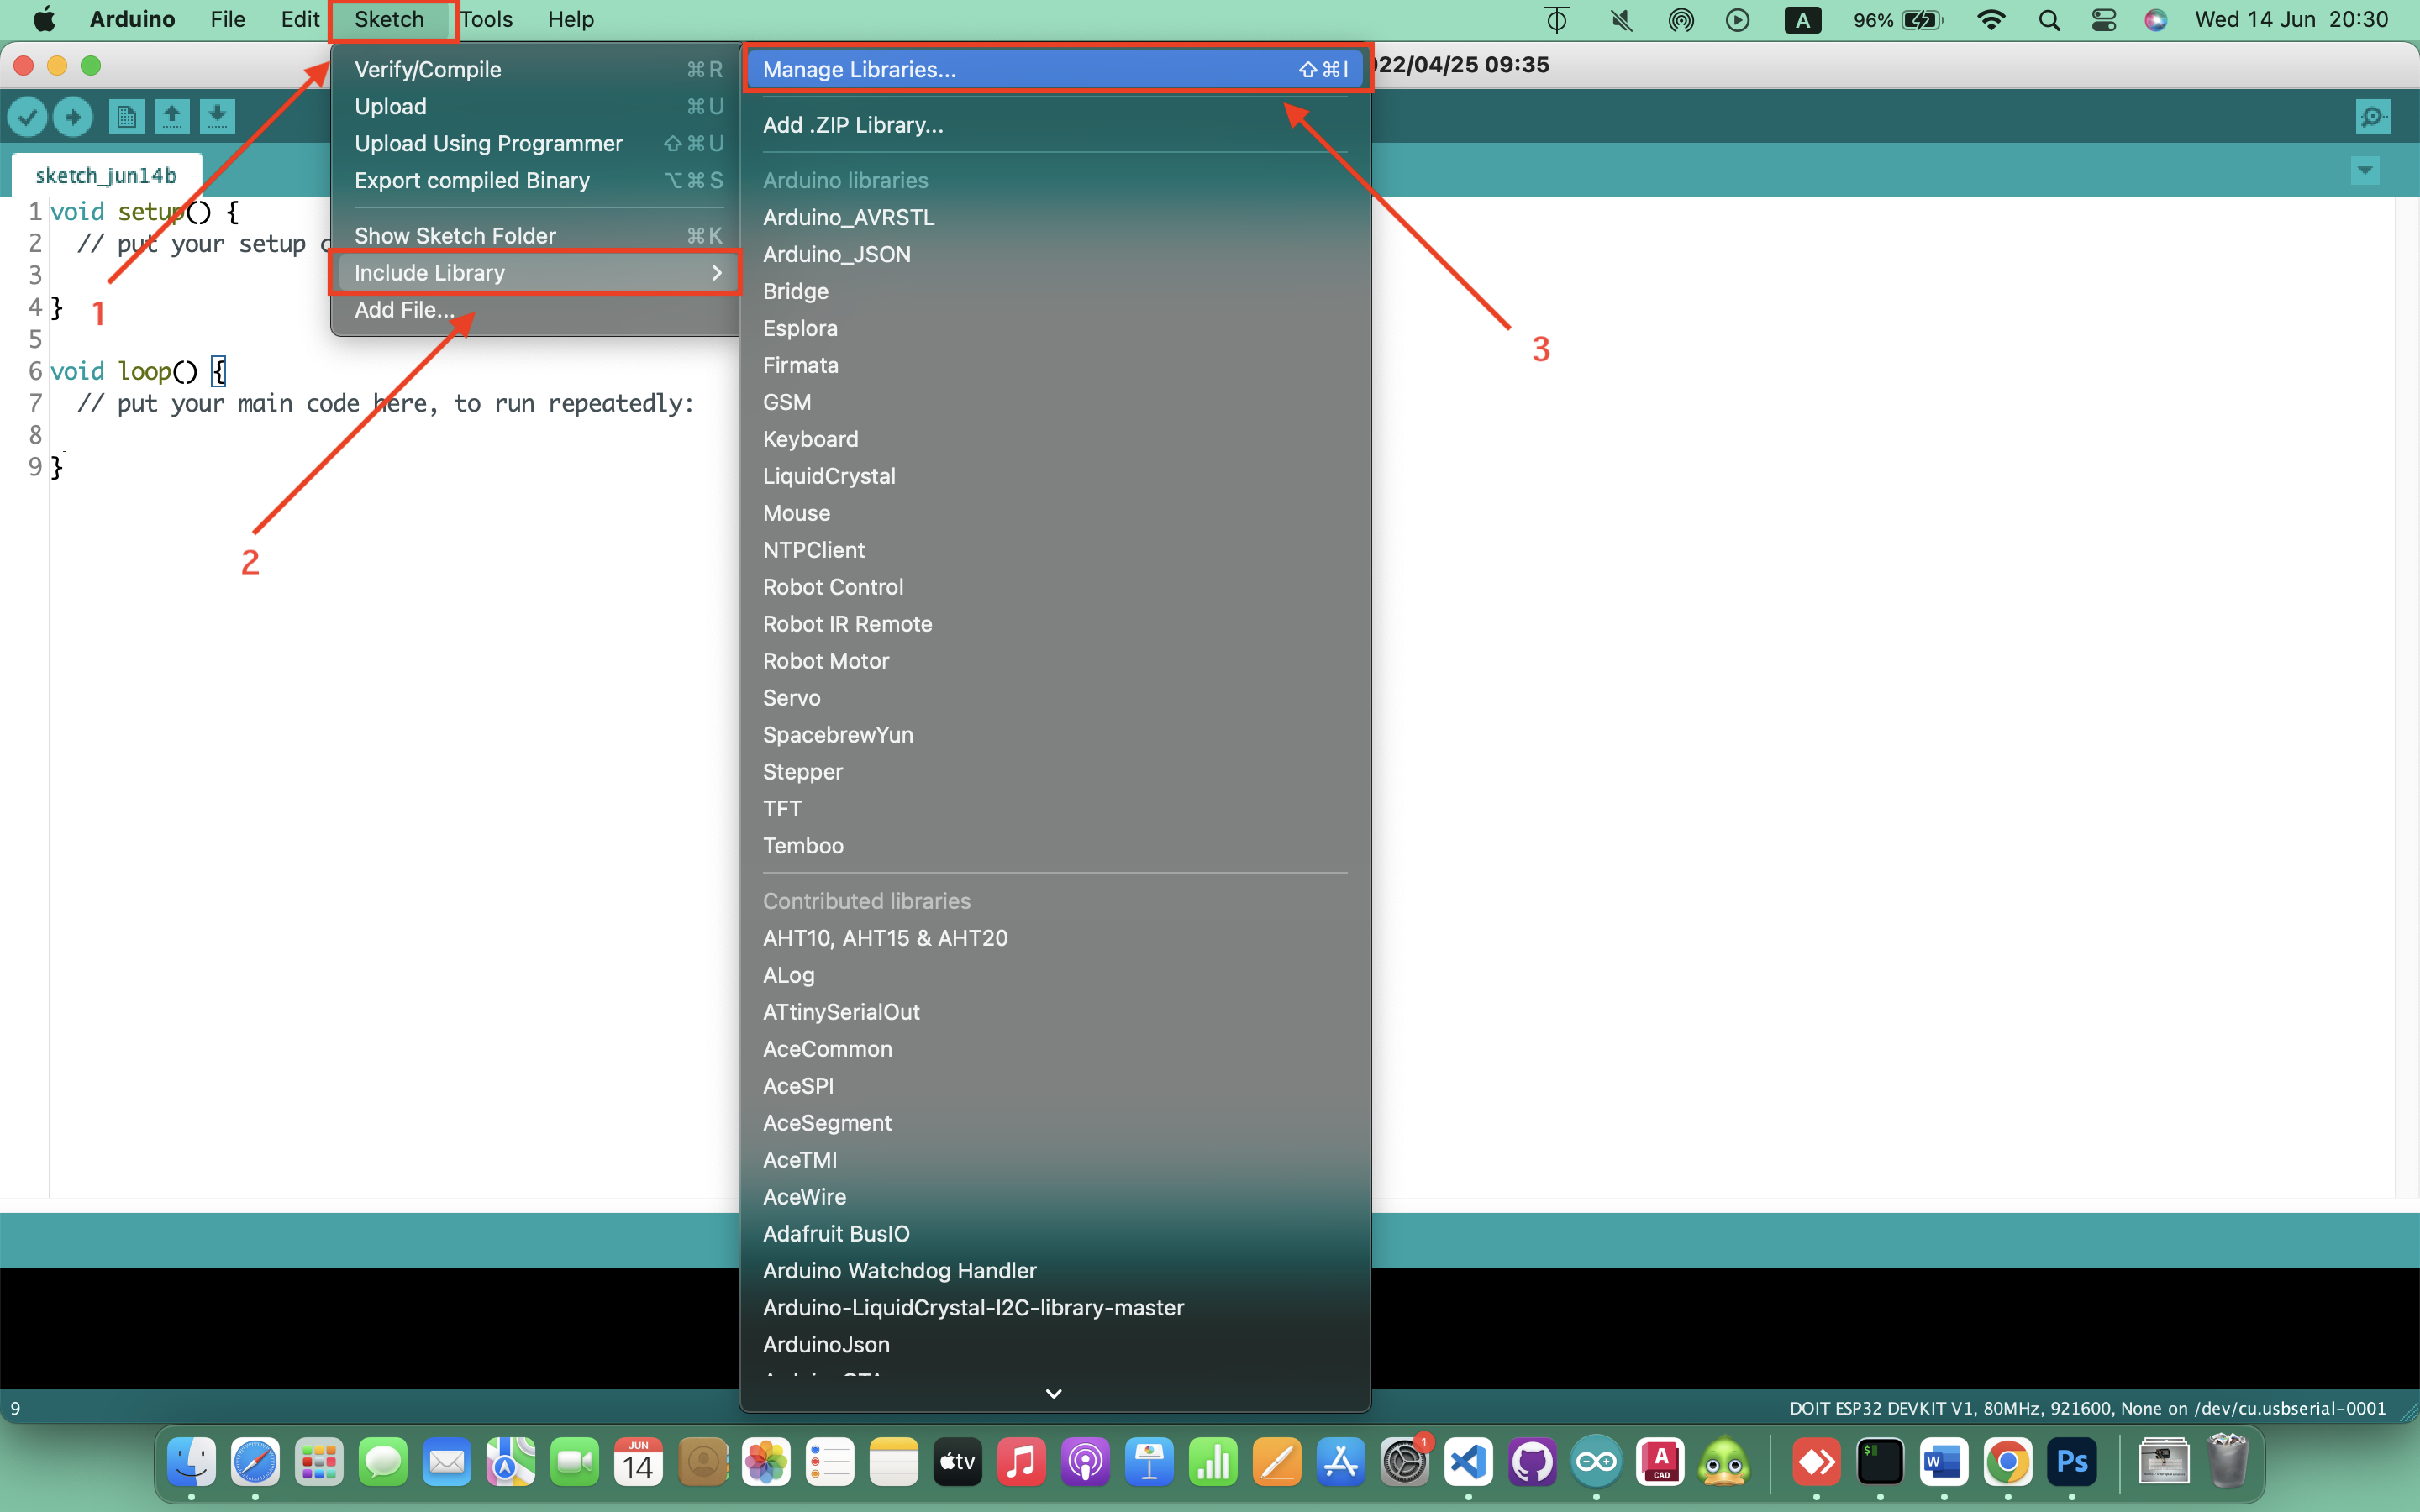 Arduino File Edit Sketch Tools Help A 96% Wed 14 Jun 20:30
022/04/25 09:35
Verify/Compile ⌘R
Upload ⌘U
Upload Using Programmer ⇧⌘U
Export compiled Binary ⌥⌘S
Show Sketch Folder ⌘K
Include Library
Add File...
Manage Libraries... ⇧⌘I
Add .ZIP Library...
Arduino libraries
Arduino_AVRSTL
Arduino_JSON
Bridge
Esplora
Firmata
GSM
Keyboard
LiquidCrystal
Mouse
NTPClient
Robot Control
Robot IR Remote
Robot Motor
Servo
SpacebrewYun
Stepper
TFT
Temboo
Contributed libraries
AHT10, AHT15 & AHT20
ALog
ATtinySerialOut
AceCommon
AceSPI
AceSegment
AceTMI
AceWire
Adafruit BusIO
Arduino Watchdog Handler
Arduino-LiquidCrystal-I2C-library-master
ArduinoJson
sketch_jun14b
1 void setup() {
2 // put your setup
3
4 }
5
6 void loop() {
7 // put your main code here, to run repeatedly:
8
9 }
1
2
3
9
DOIT ESP32 DEVKIT V1, 80MHz, 921600, None on /dev/cu.usbserial-0001
JUN
14
tv
1
A
CAD
$
W
Ps